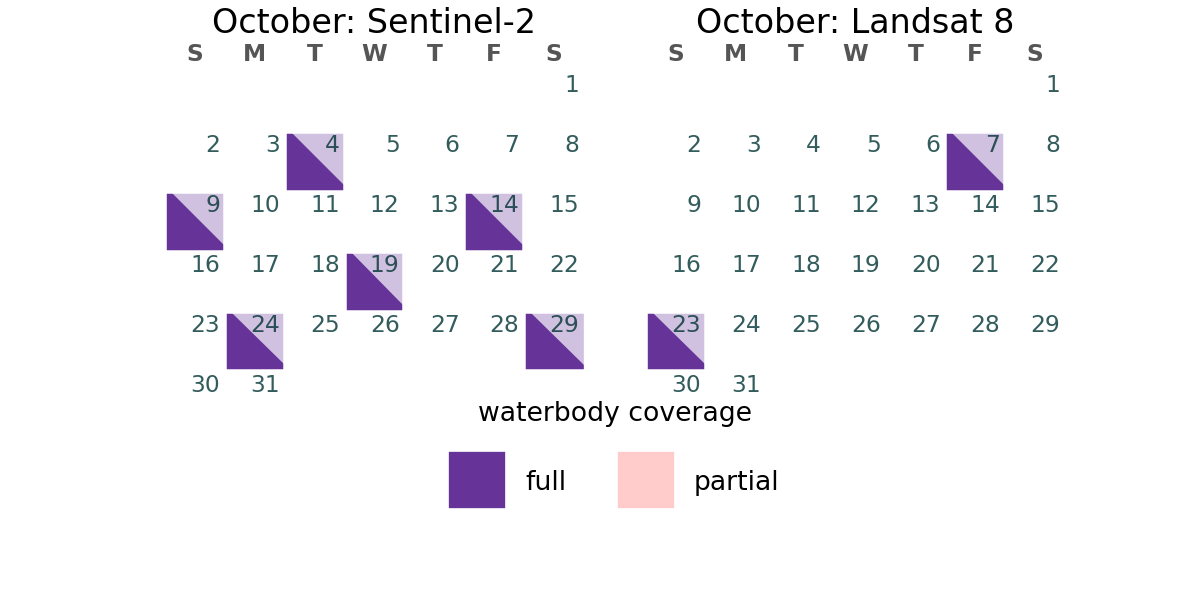 October: Sentinel-2
S M T W T F S
1
2 3 4 5 6 7 8
9 10 11 12 13 14 15
16 17 18 19 20 21 22
23 24 25 26 27 28 29
30 31
October: Landsat 8
S M T W T F S
1
2 3 4 5 6 7 8
9 10 11 12 13 14 15
16 17 18 19 20 21 22
23 24 25 26 27 28 29
30 31
waterbody coverage
full partial